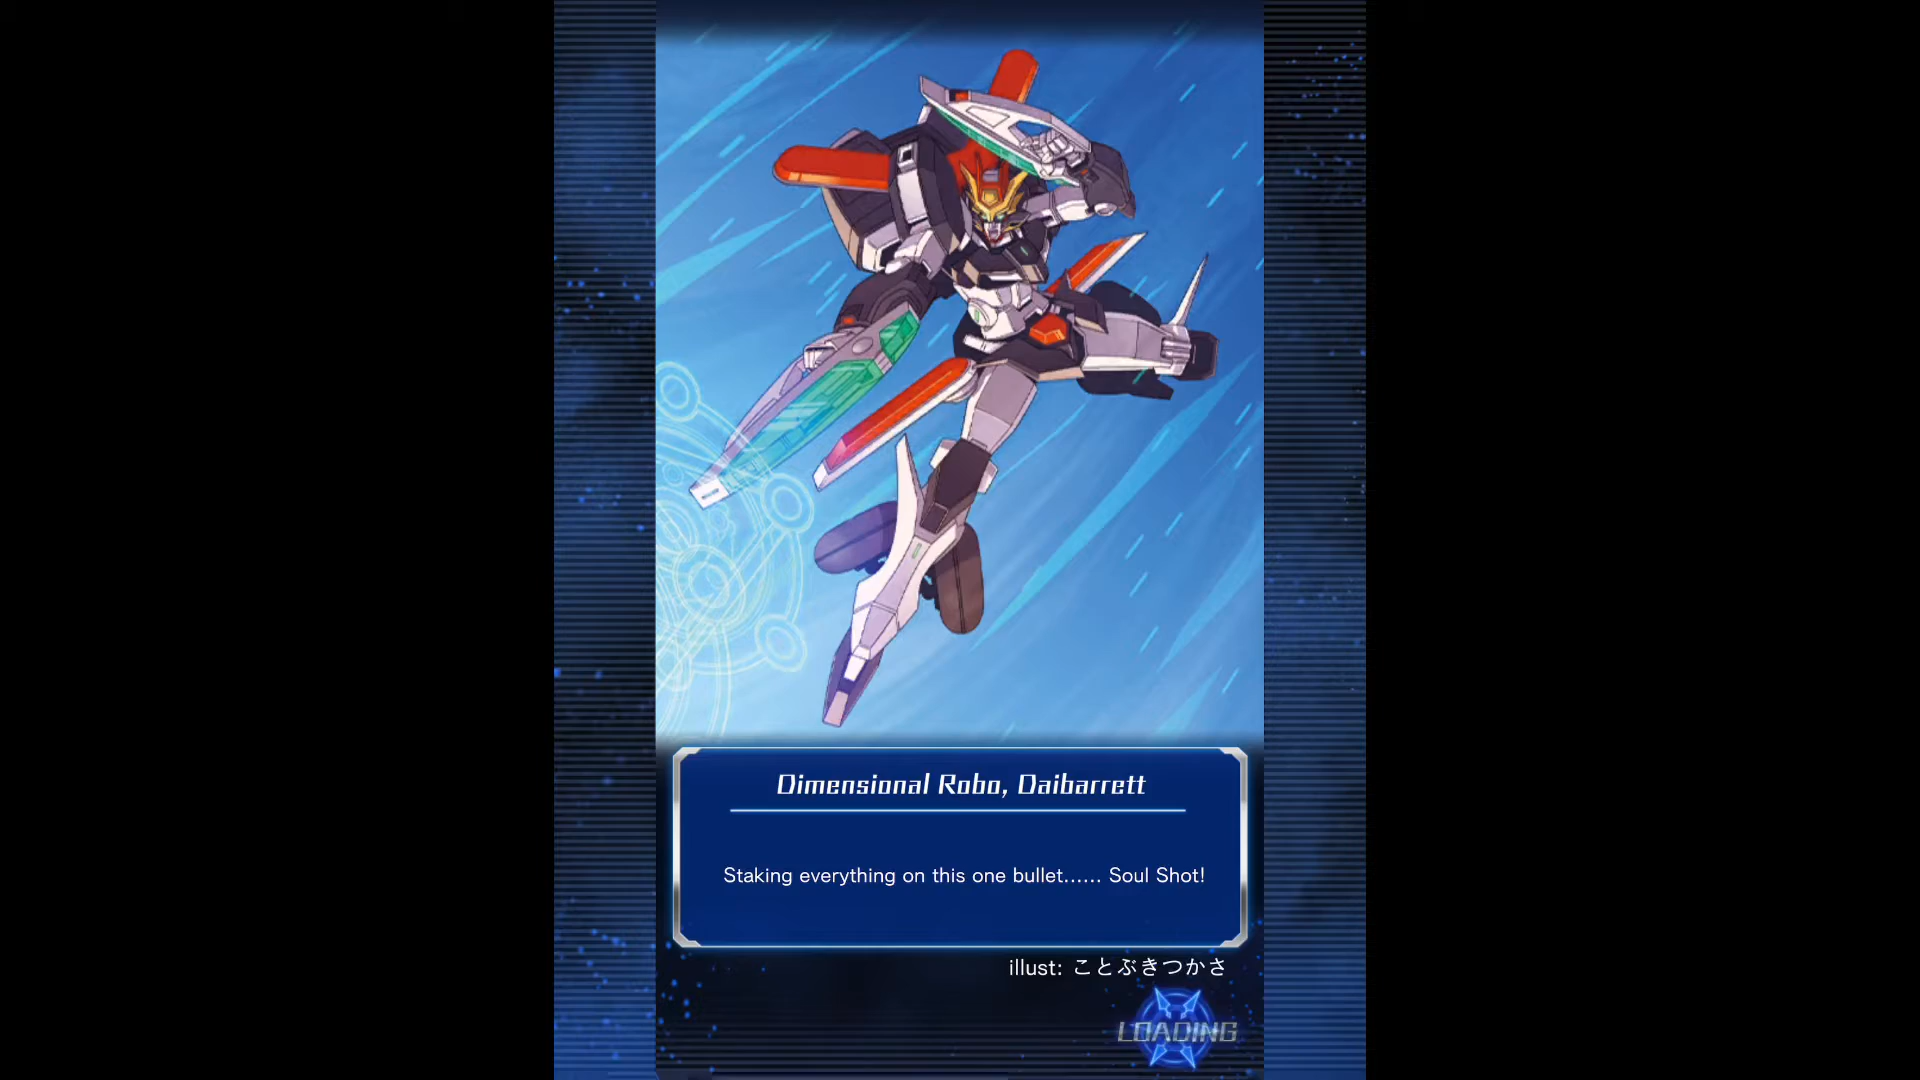 Dimensional Robo, Daibarrett
Staking everything on this one bullet...... Soul Shot!
illust: ことぶきつかさ
LOADING